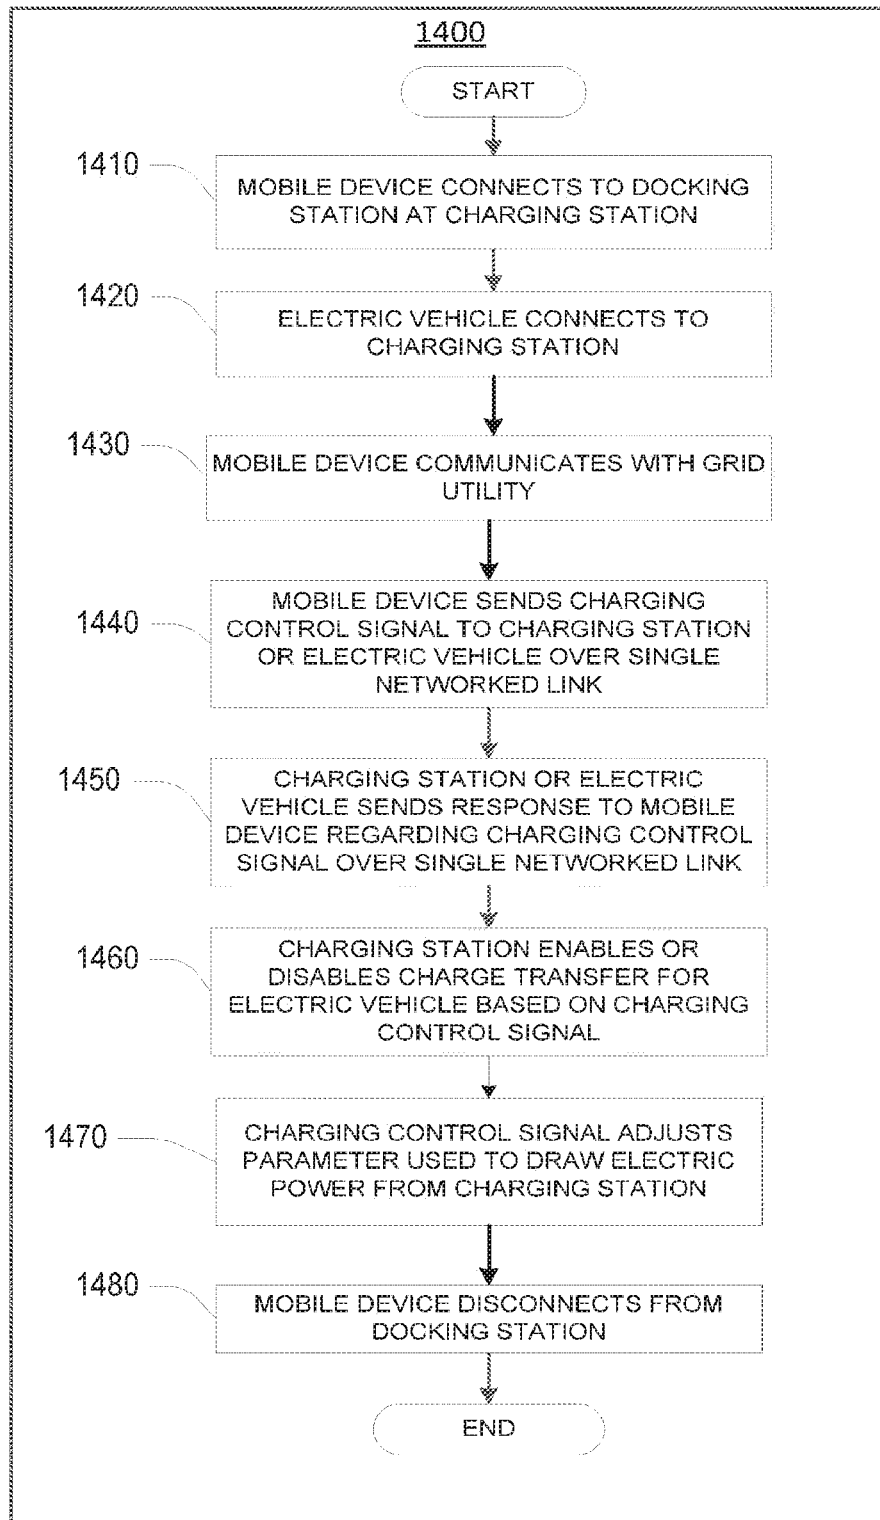 1400
START
1410
MOBILE DEVICE CONNECTS TO DOCKING
STATION AT CHARGING STATION
1420
ELECTRIC VEHICLE CONNECTS TO
CHARGING STATION
1430
MOBILE DEVICE COMMUNICATES WITH GRID
UTILITY
1440
MOBILE DEVICE SENDS CHARGING
CONTROL SIGNAL TO CHARGING STATION
OR ELECTRIC VEHICLE OVER SINGLE
NETWORKED LINK
1450
CHARGING STATION OR ELECTRIC
VEHICLE SENDS RESPONSE TO MOBILE
DEVICE REGARDING CHARGING CONTROL
SIGNAL OVER SINGLE NETWORKED LINK
1460
CHARGING STATION ENABLES OR
DISABLES CHARGE TRANSFER FOR
ELECTRIC VEHICLE BASED ON CHARGING
CONTROL SIGNAL
1470
CHARGING CONTROL SIGNAL ADJUSTS
PARAMETER USED TO DRAW ELECTRIC
POWER FROM CHARGING STATION
1480
MOBILE DEVICE DISCONNECTS FROM
DOCKING STATION
END